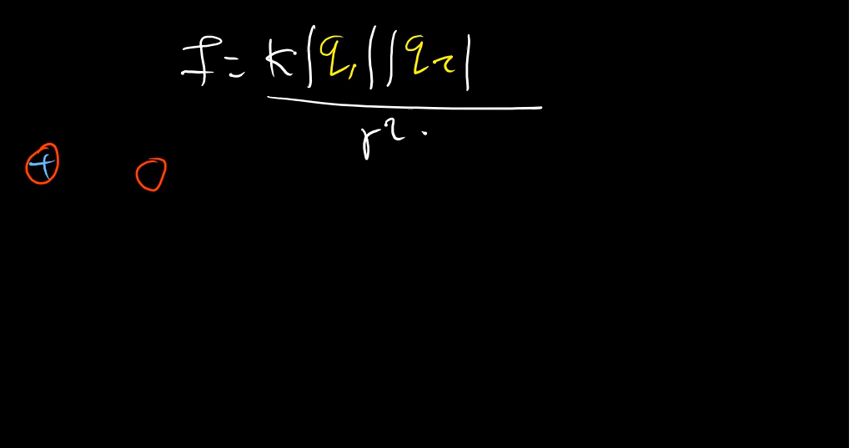 f = k|q₁||q₂|
r² .
+